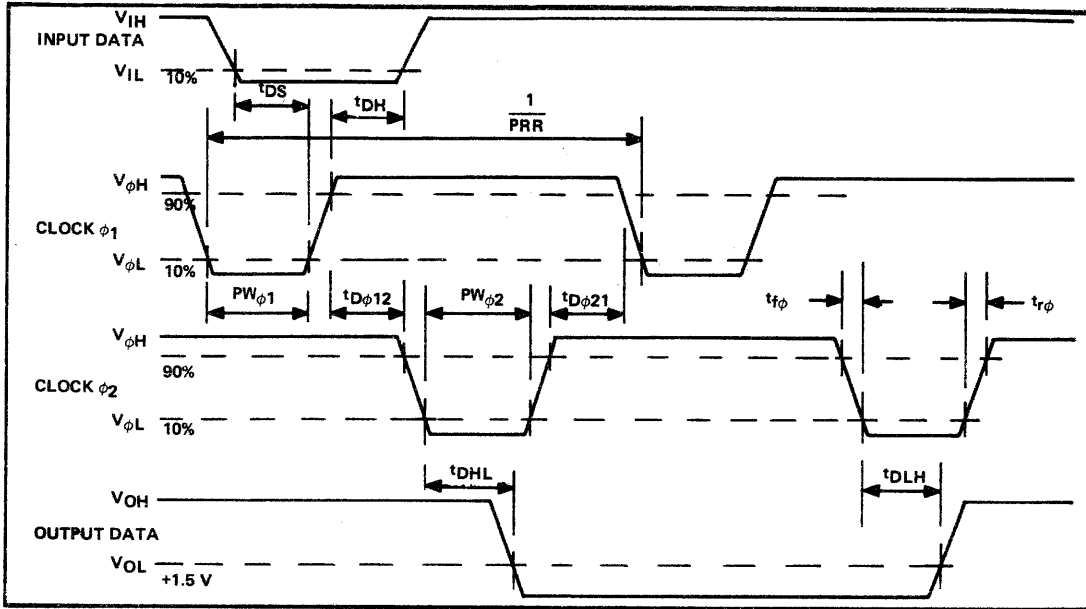 VIH
INPUT DATA
VIL 10%
tDS
tDH
1
PRR
VφH
90%
CLOCK φ1
VφL
10%
PWφ1
tDφ12
PWφ2
tDφ21
tfφ
trφ
VφH
90%
CLOCK φ2
VφL
10%
tDHL
tDLH
VOH
OUTPUT DATA
VOL
+1.5 V